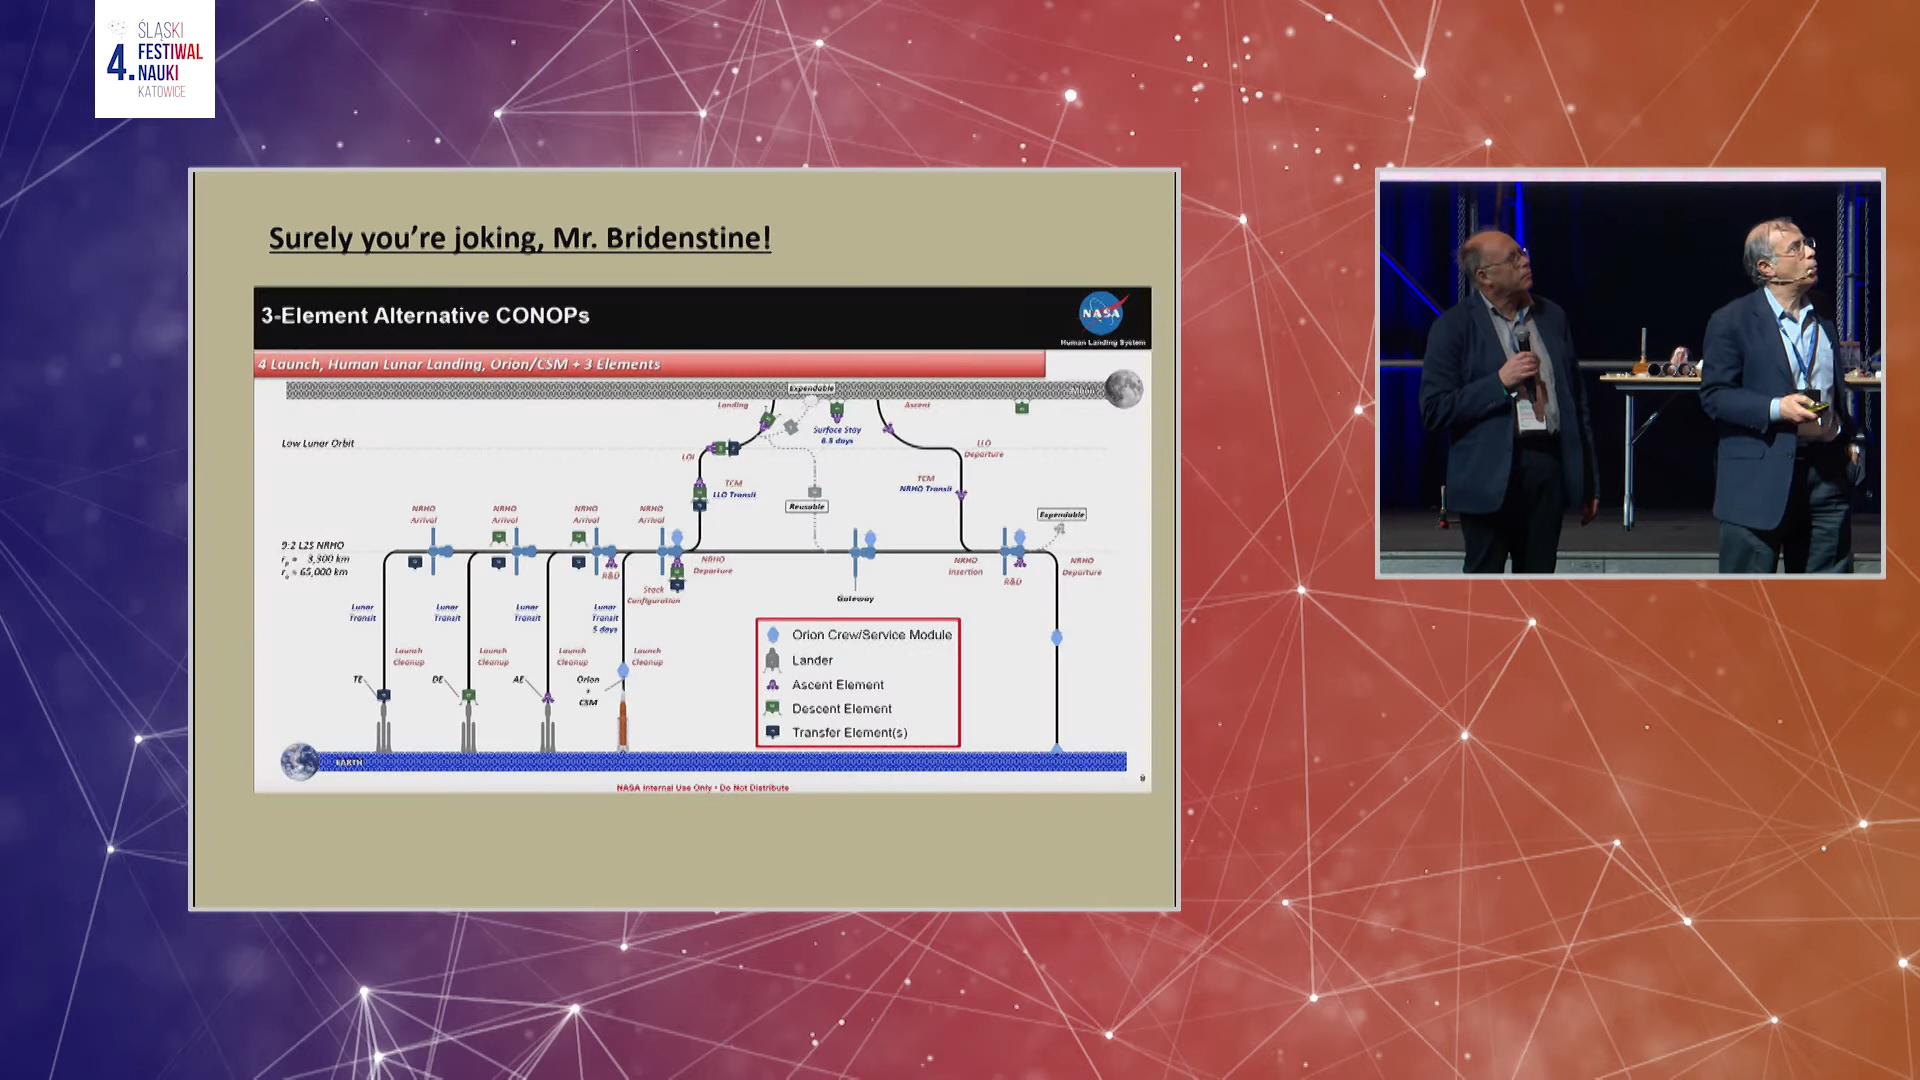 ŚLĄSKI
4. FESTIWAL
NAUKI
KATOWICE
Surely you're joking, Mr. Bridenstine!
3-Element Alternative CONOPs
NASA
Human Landing System
4 Launch, Human Lunar Landing, Orion/CSM + 3 Elements
Expendable
Landing
Ascent
Surface Stay
6.5 days
Low Lunar Orbit
LOI
LLO
Departure
TCM
LLO Transit
TCM
NRHO Transit
Reusable
Expendable
NRHO
Arrival
NRHO
Arrival
NRHO
Arrival
NRHO
Arrival
9:2 L2S NRHO
rp = 3,300 km
ra = 65,000 km
R&D
NRHO
Departure
Stack
Configuration
Gateway
NRHO
Insertion
R&D
NRHO
Departure
Lunar
Transit
Lunar
Transit
Lunar
Transit
Lunar
Transit
5 days
Launch
Cleanup
Launch
Cleanup
Launch
Cleanup
Launch
Cleanup
TE
DE
AE
Orion
+
CSM
Orion Crew/Service Module
Lander
Ascent Element
Descent Element
Transfer Element(s)
EARTH
NASA Internal Use Only • Do Not Distribute